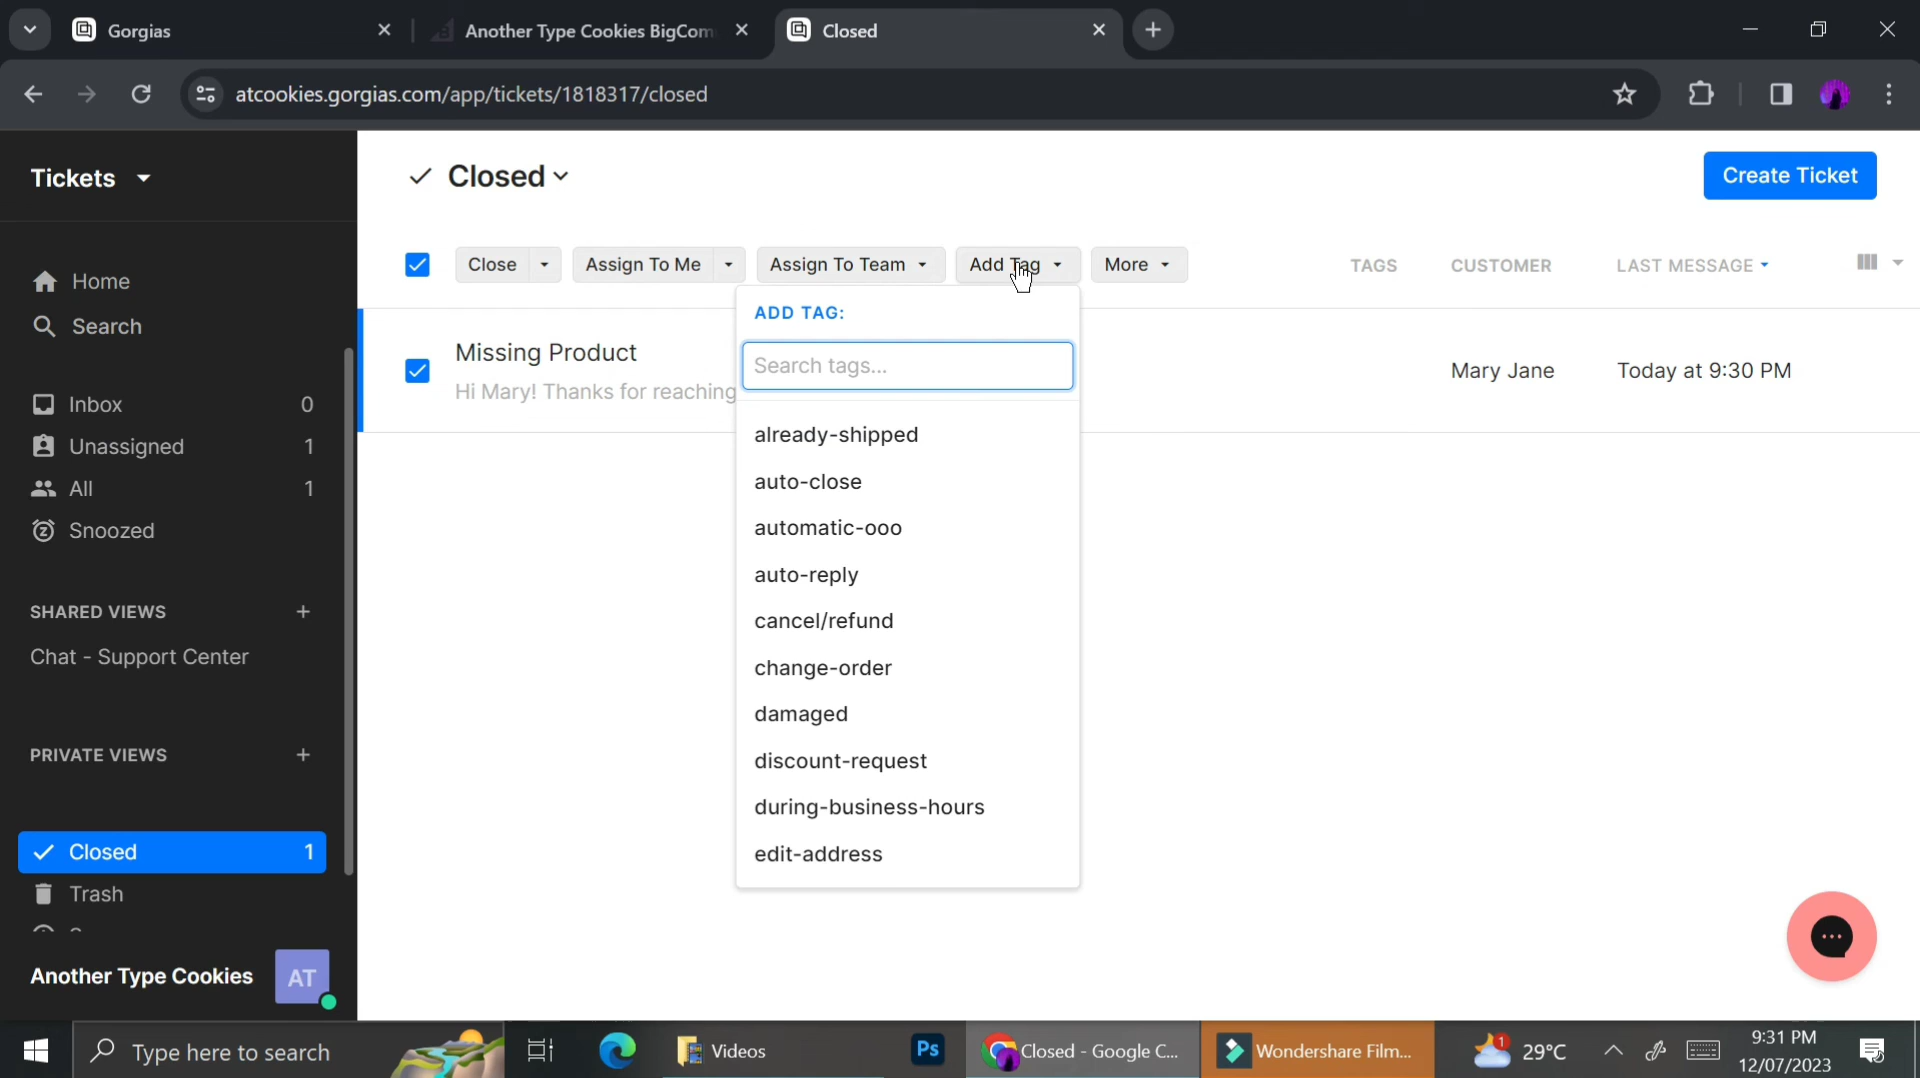 Gorgias
Another Type Cookies BigCom
Closed
atcookies.gorgias.com/app/tickets/1818317/closed
Tickets
Closed
Create Ticket
Close
Assign To Me
Assign To Team
Add Tag
More
TAGS
CUSTOMER
LAST MESSAGE
Home
Search
ADD TAG:
Search tags...
Missing Product
Hi Mary! Thanks for reaching
Mary Jane
Today at 9:30 PM
Inbox 0
Unassigned 1
All 1
Snoozed
already-shipped
auto-close
automatic-ooo
auto-reply
cancel/refund
change-order
damaged
discount-request
during-business-hours
edit-address
SHARED VIEWS +
Chat - Support Center
PRIVATE VIEWS +
Closed 1
Trash
Another Type Cookies
AT
Type here to search
Videos
Ps
Closed - Google C...
Wondershare Film...
1
29°C
9:31 PM
12/07/2023